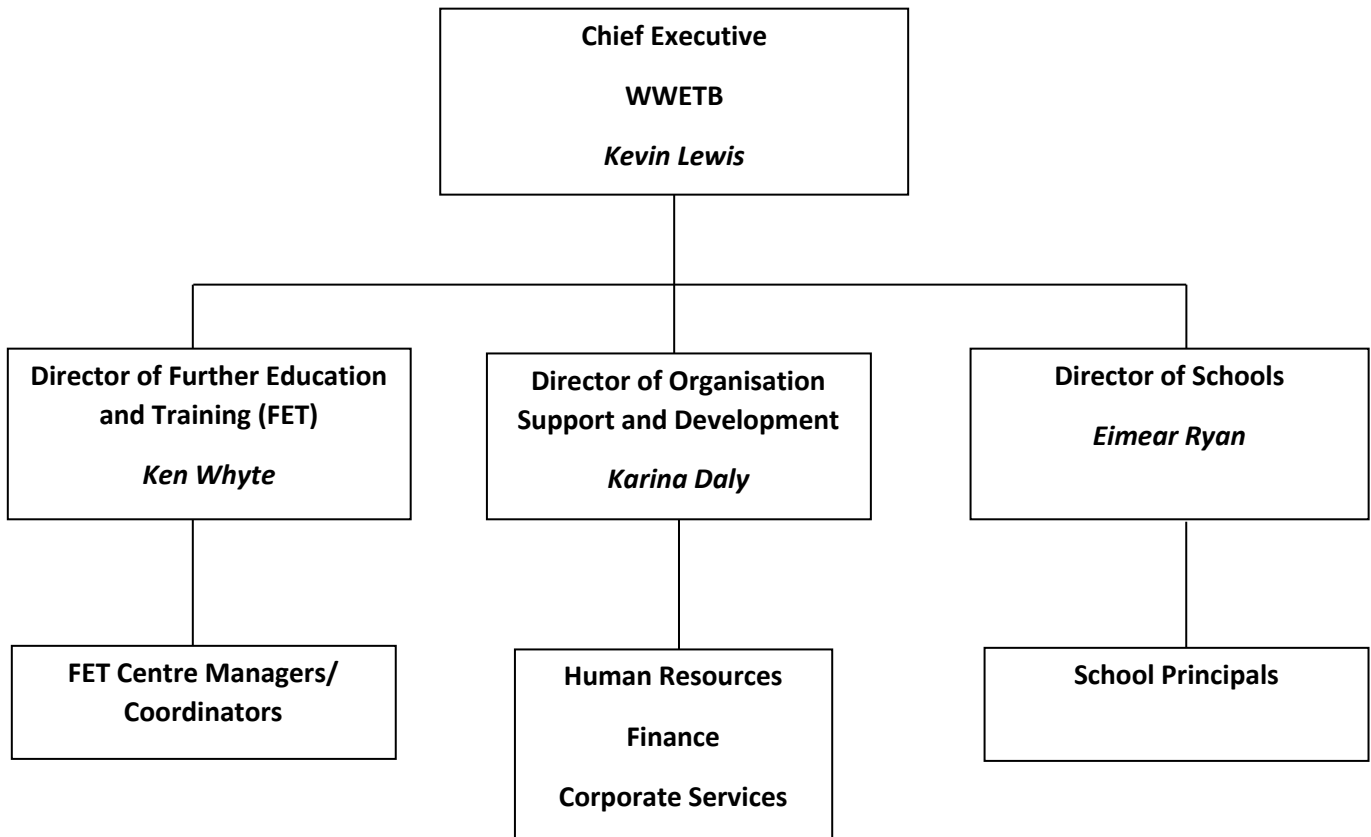 Chief Executive
WWETB
Kevin Lewis
Director of Further Education
and Training (FET)
Ken Whyte
Director of Organisation
Support and Development
Karina Daly
Director of Schools
Eimear Ryan
FET Centre Managers/
Coordinators
Human Resources
Finance
Corporate Services
School Principals